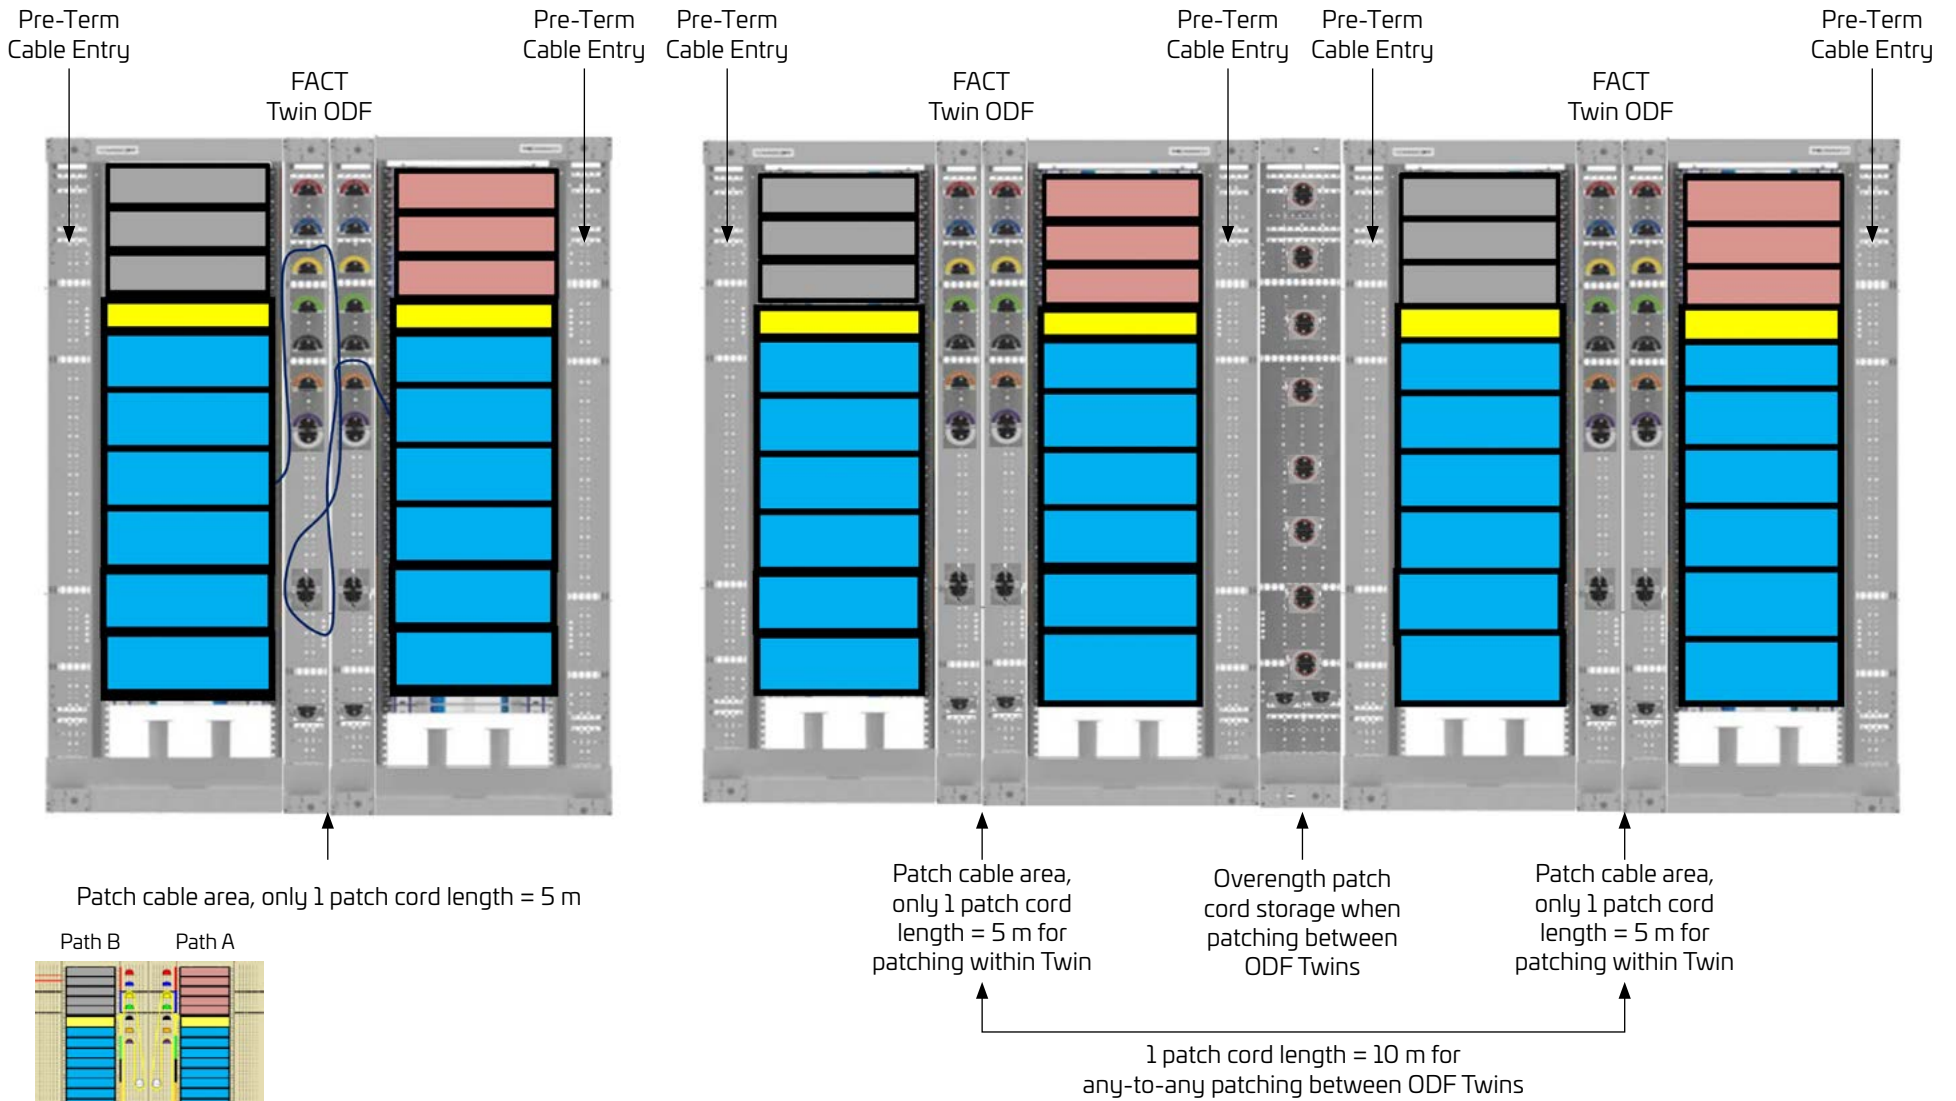 Pre-Term
Cable Entry
Pre-Term
Cable Entry
Pre-Term
Cable Entry
Pre-Term
Cable Entry
Pre-Term
Cable Entry
Pre-Term
Cable Entry
FACT
Twin ODF
FACT
Twin ODF
FACT
Twin ODF
Patch cable area, only 1 patch cord length = 5 m
Path B
Path A
Patch cable area,
only 1 patch cord
length = 5 m for
patching within Twin
Overength patch
cord storage when
patching between
ODF Twins
Patch cable area,
only 1 patch cord
length = 5 m for
patching within Twin
1 patch cord length = 10 m for
any-to-any patching between ODF Twins